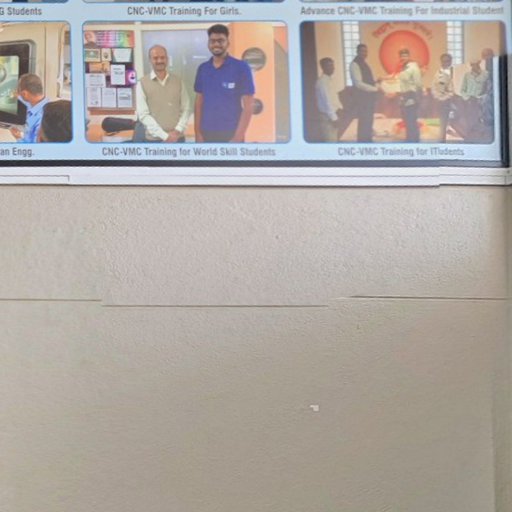 G Students
CNC-VMC Training For Girls.
Advance CNC-VMC Training For Industrial Student
an Engg.
CNC-VMC Training for World Skill Students
CNC-VMC Training for ITudents